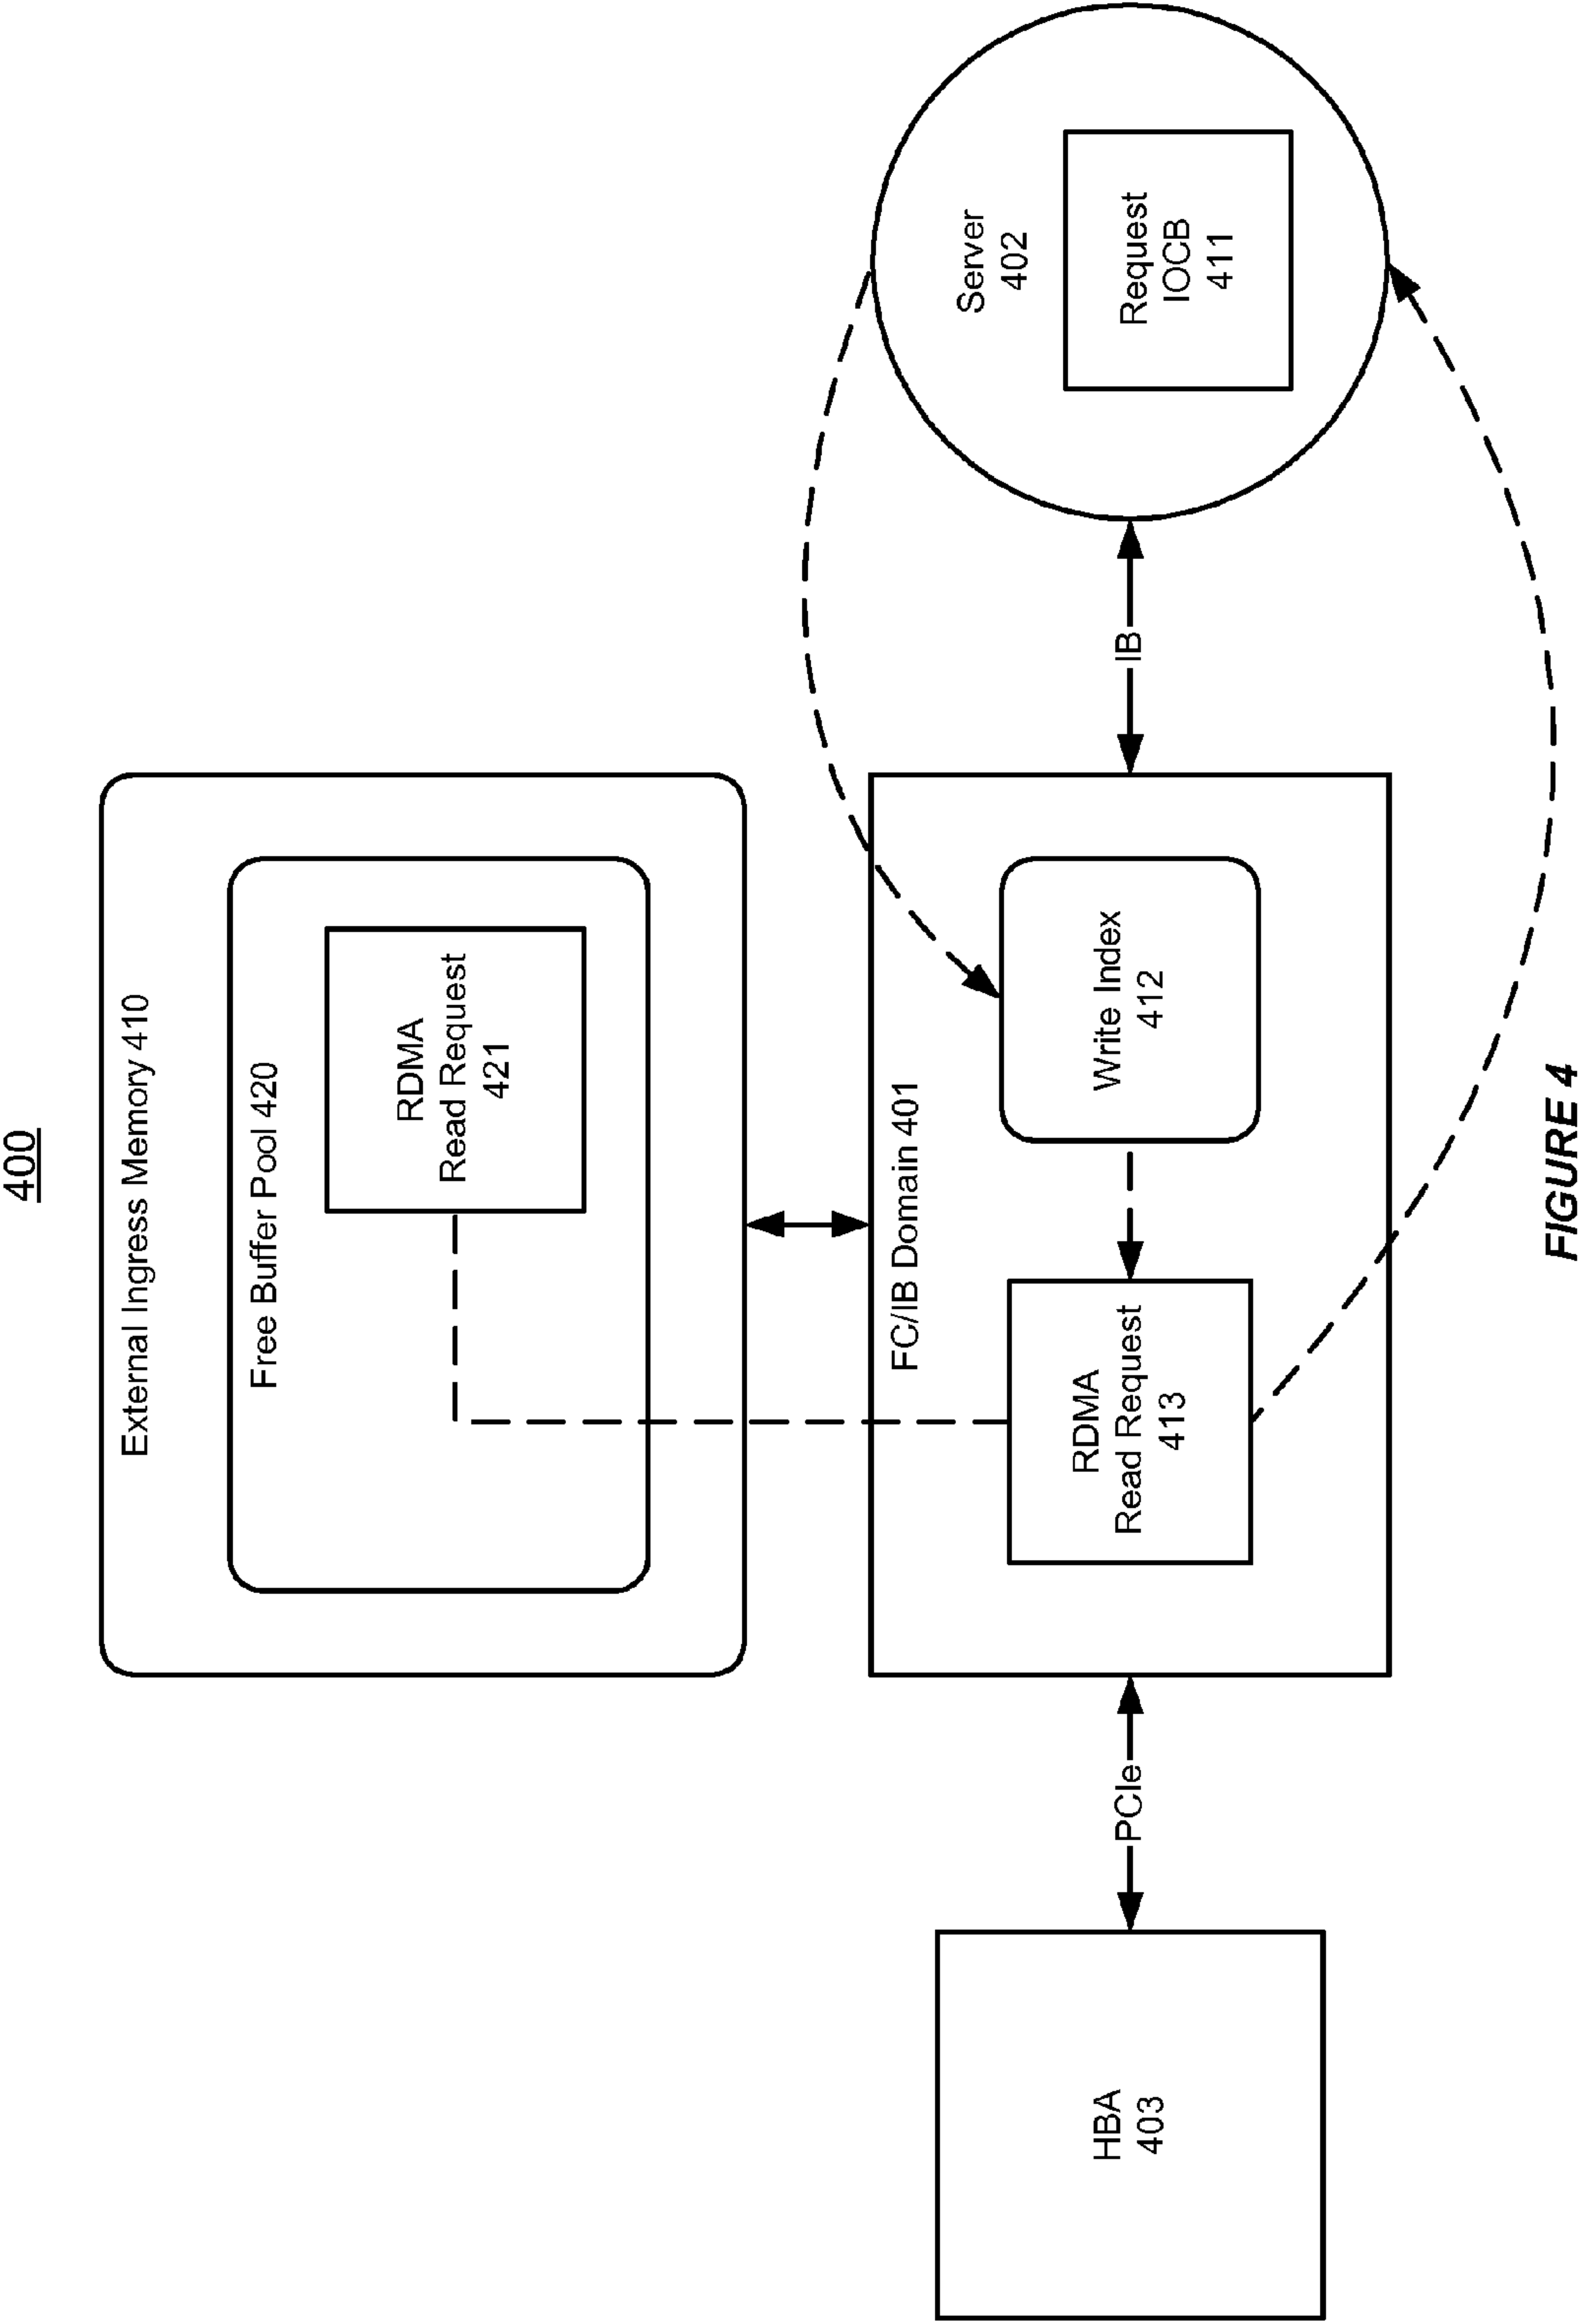 400
External Ingress Memory 410
Free Buffer Pool 420
RDMA
Read Request
421
FC/IB Domain 401
HBA
403
PCIe
RDMA
Read Request
413
Write Index
412
IB
Server
402
Request
IOCB
411
FIGURE 4